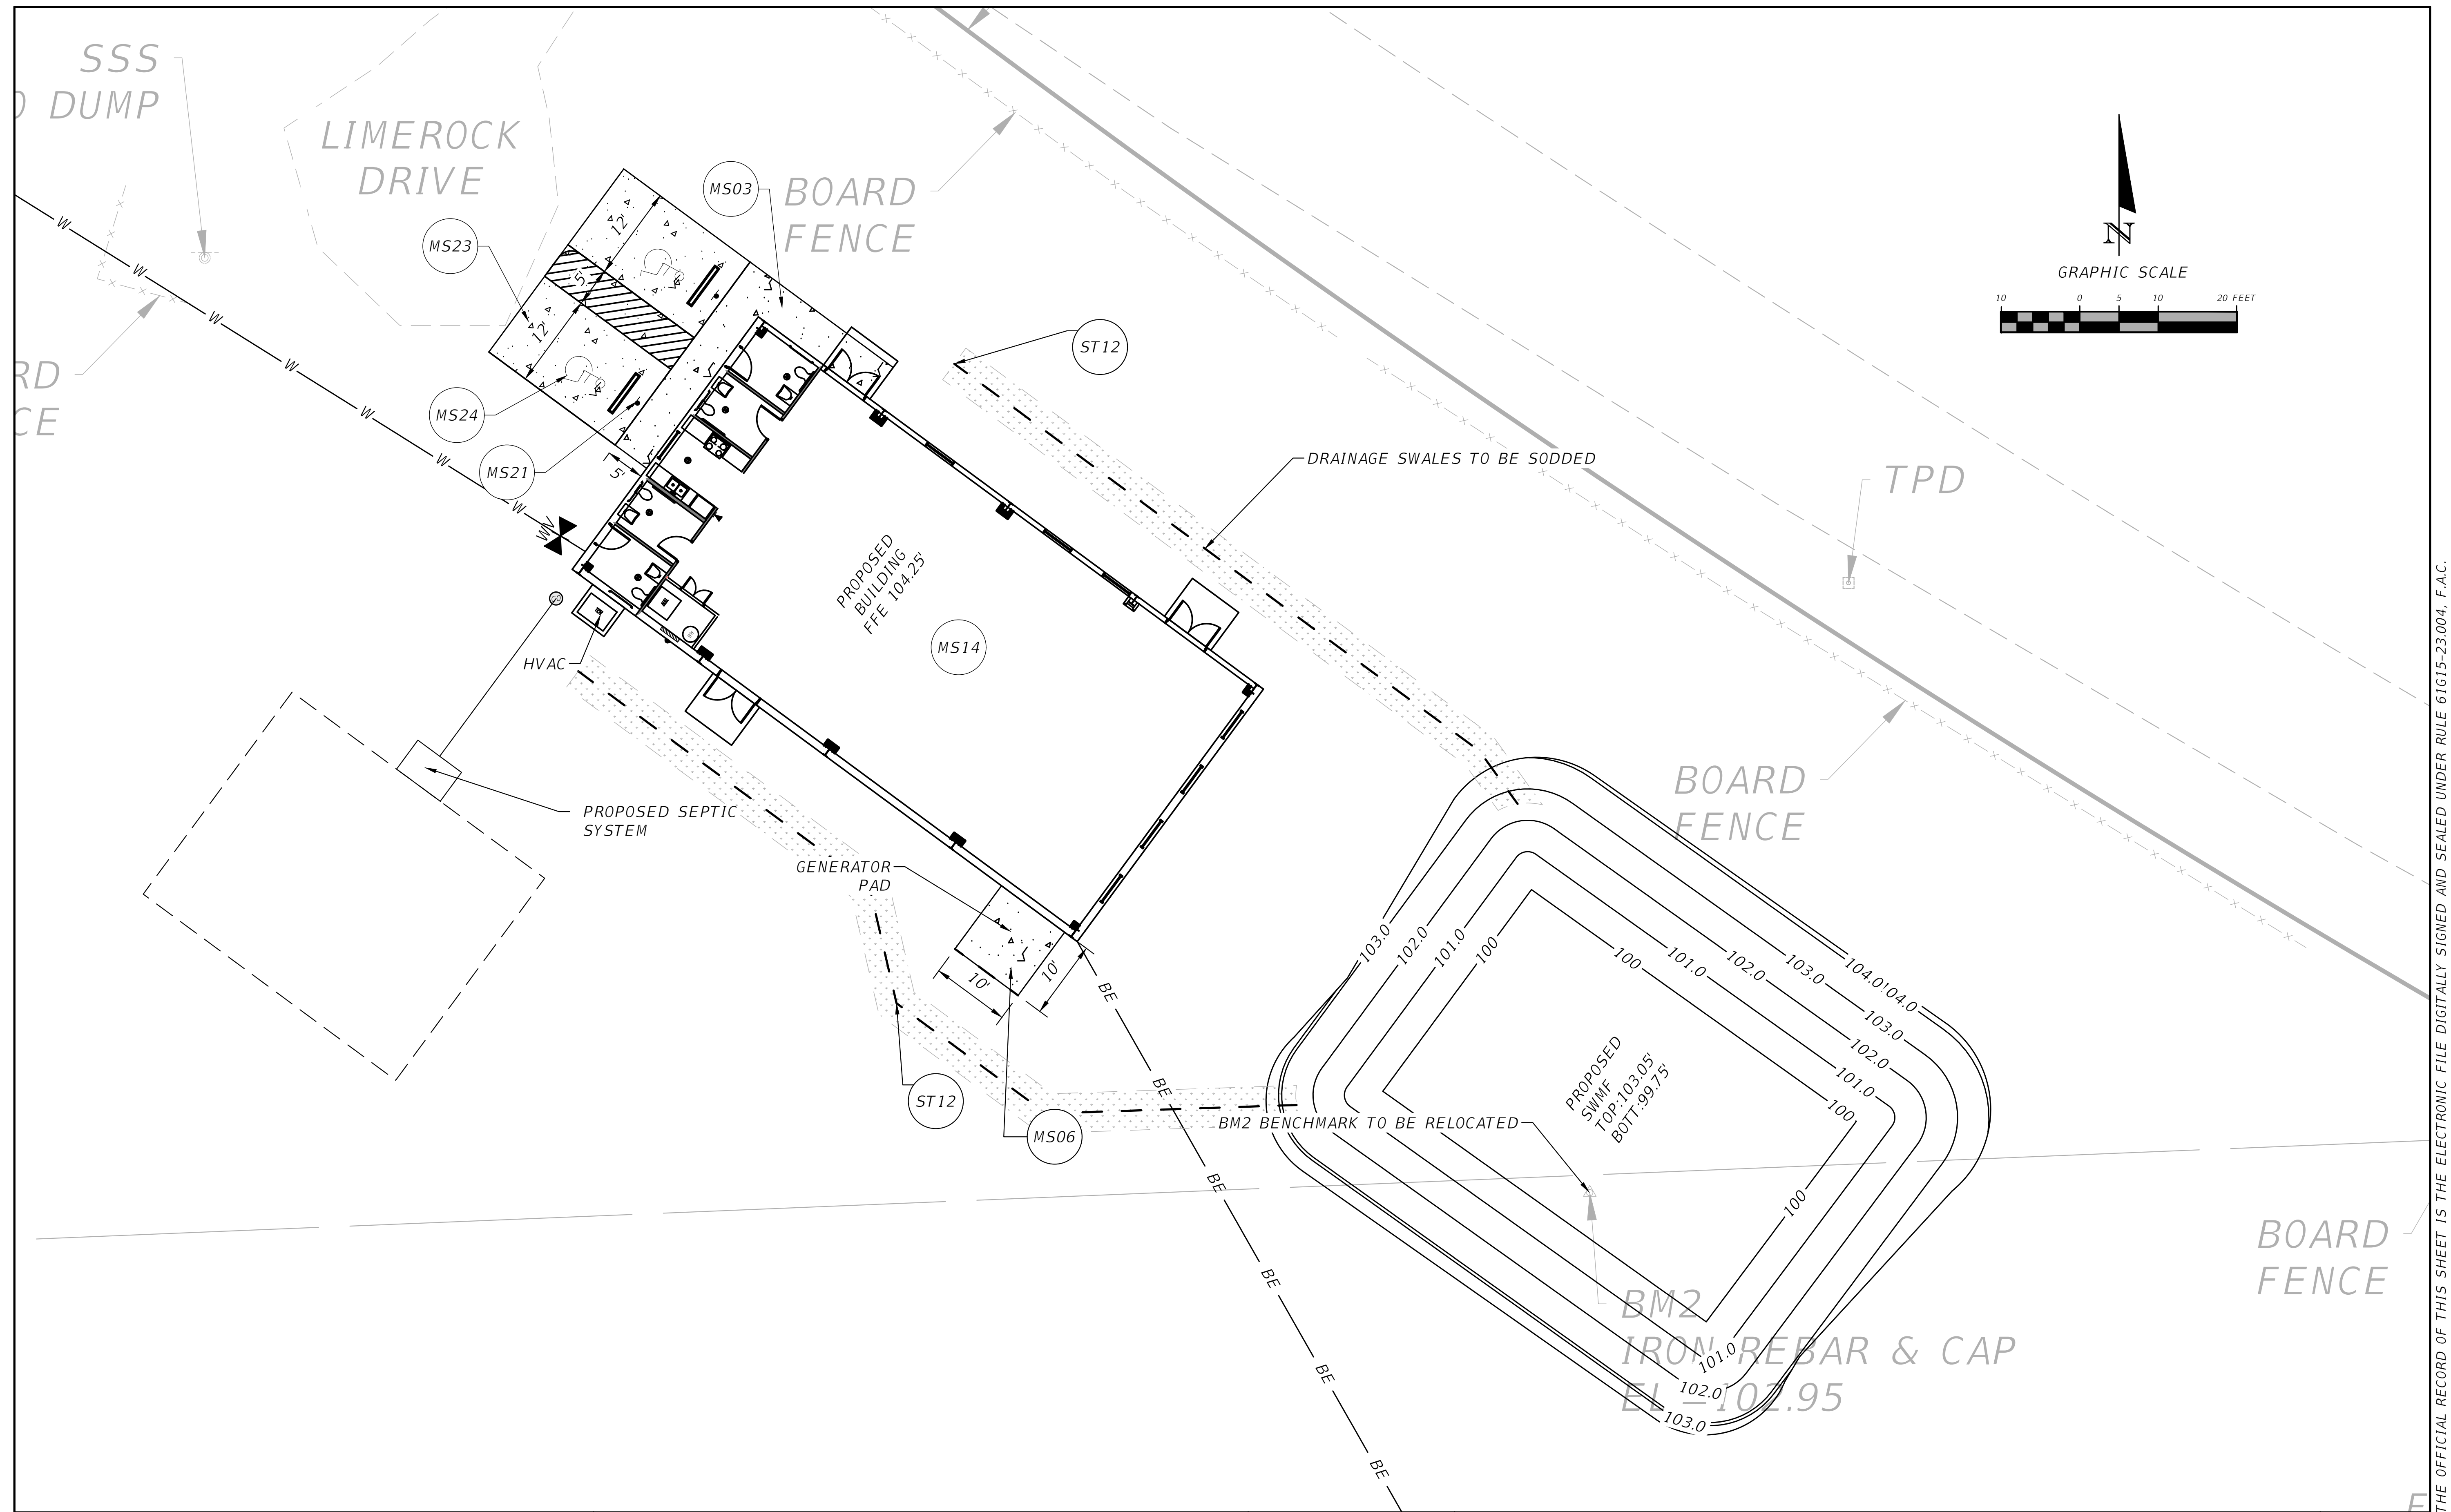 SSS
DUMP
LIMEROCK
DRIVE
BOARD
FENCE
MS03
MS23
MS24
MS21
12'
5'
12'
5'
W
W
W
W
W
W
W
WV
N
GRAPHIC SCALE
10 0 5 10 20 FEET
ST12
DRAINAGE SWALES TO BE SODDED
TPD
PROPOSED
BUILDING
FFE 104.25'
MS14
HVAC
PROPOSED SEPTIC
SYSTEM
GENERATOR
PAD
10'
10'
ST12
MS06
BE
BE
BE
BE
BE
BE
BOARD
FENCE
103.0
102.0
101.0
100
100
101.0
102.0
103.0
104.0
104.0
103.0
102.0
101.0
100
100
PROPOSED
SWMF
TOP:103.05'
BOTT:99.75'
BM2 BENCHMARK TO BE RELOCATED
BM2
IRON REBAR & CAP
EL=102.95
101.0
102.0
103.0
BOARD
FENCE
THE OFFICIAL RECORD OF THIS SHEET IS THE ELECTRONIC FILE DIGITALLY SIGNED AND SEALED UNDER RULE 61G15-23.004, F.A.C.